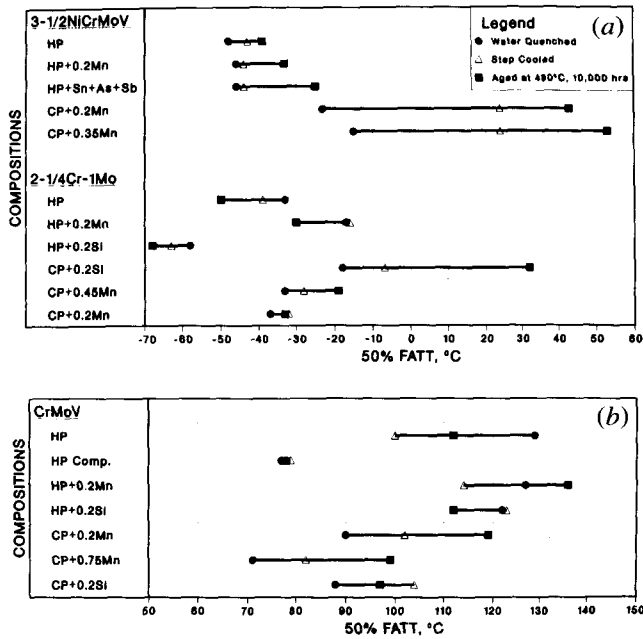 3-1/2NiCrMoV
(a)
Legend
Water Quenched
Step Cooled
Aged at 490°C, 10,000 hrs
HP
HP+0.2Mn
HP+Sn+As+Sb
CP+0.2Mn
CP+0.35Mn
2-1/4Cr-1Mo
HP
HP+0.2Mn
HP+0.2Si
CP+0.2Si
CP+0.45Mn
CP+0.2Mn
COMPOSITIONS
-70 -60 -50 -40 -30 -20 -10 0 10 20 30 40 50 60
50% FATT, °C
CrMoV
(b)
HP
HP Comp.
HP+0.2Mn
HP+0.2Si
CP+0.2Mn
CP+0.75Mn
CP+0.2Si
COMPOSITIONS
50 60 70 80 90 100 110 120 130 140 150
50% FATT, °C